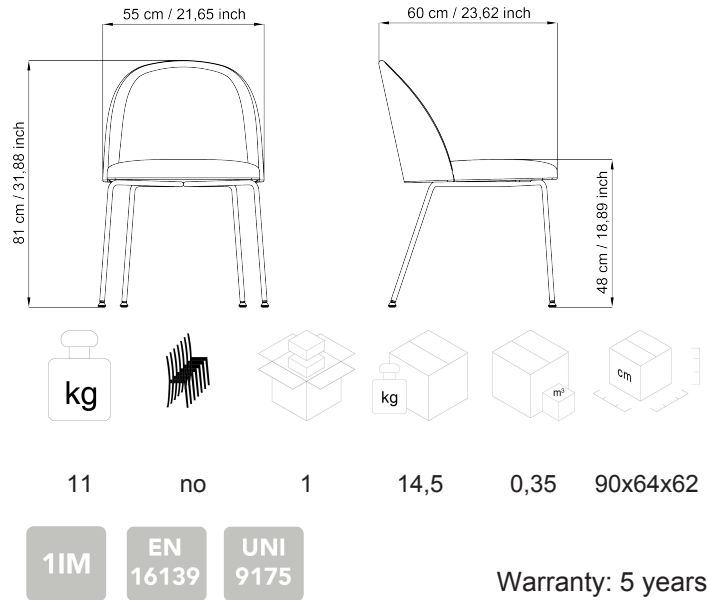 55 cm / 21,65 inch
60 cm / 23,62 inch
81 cm / 31,88 inch
48 cm / 18,89 inch
kg
kg
m³
cm
11
no
1
14,5
0,35
90x64x62
1IM
EN
16139
UNI
9175
Warranty: 5 years